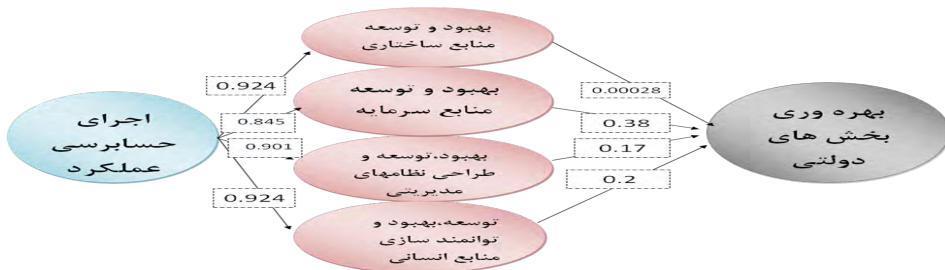 بهبود و توسعه
منابع ساختاری
0.924
0.00028
بهبود و توسعه
منابع سرمایه
0.845
0.38
اجرای
حسابرسی
عملکرد
بهره وری
بخش های
دولتی
0.901
0.17
بهبود,توسعه و
طراحی نظامهای
مدیریتی
0.924
0.2
توسعه,بهبود و
توانمند سازی
منابع انسانی